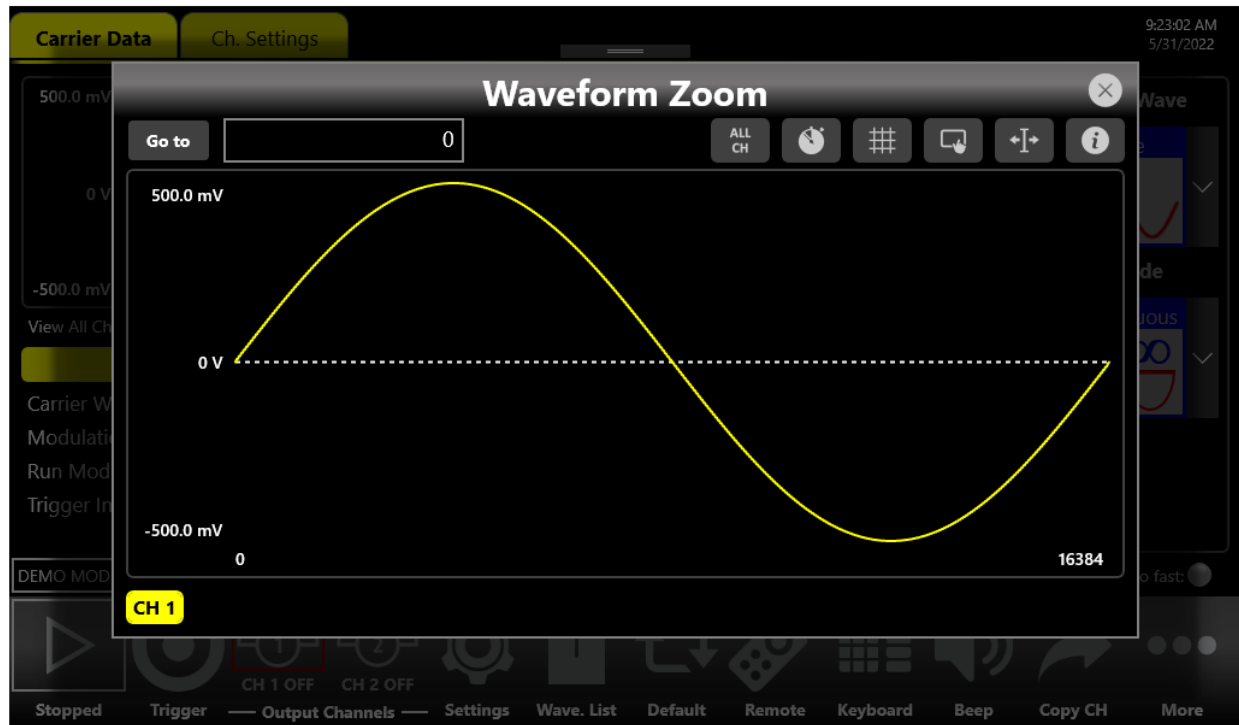 Carrier Data
Ch. Settings
9:23:02 AM
5/31/2022
Waveform Zoom
500.0 mV
Wave
Go to
0
ALL
CH
i
500.0 mV
0 V
-500.0 mV
0 V
-500.0 mV
0
16384
CH 1
View All Ch
Carrier W
Modulati
Run Mod
Trigger In
de
uous
DEMO MOD
o fast:
1
2
CH 1 OFF
CH 2 OFF
Stopped
Trigger
Output Channels
Settings
Wave. List
Default
Remote
Keyboard
Beep
Copy CH
More